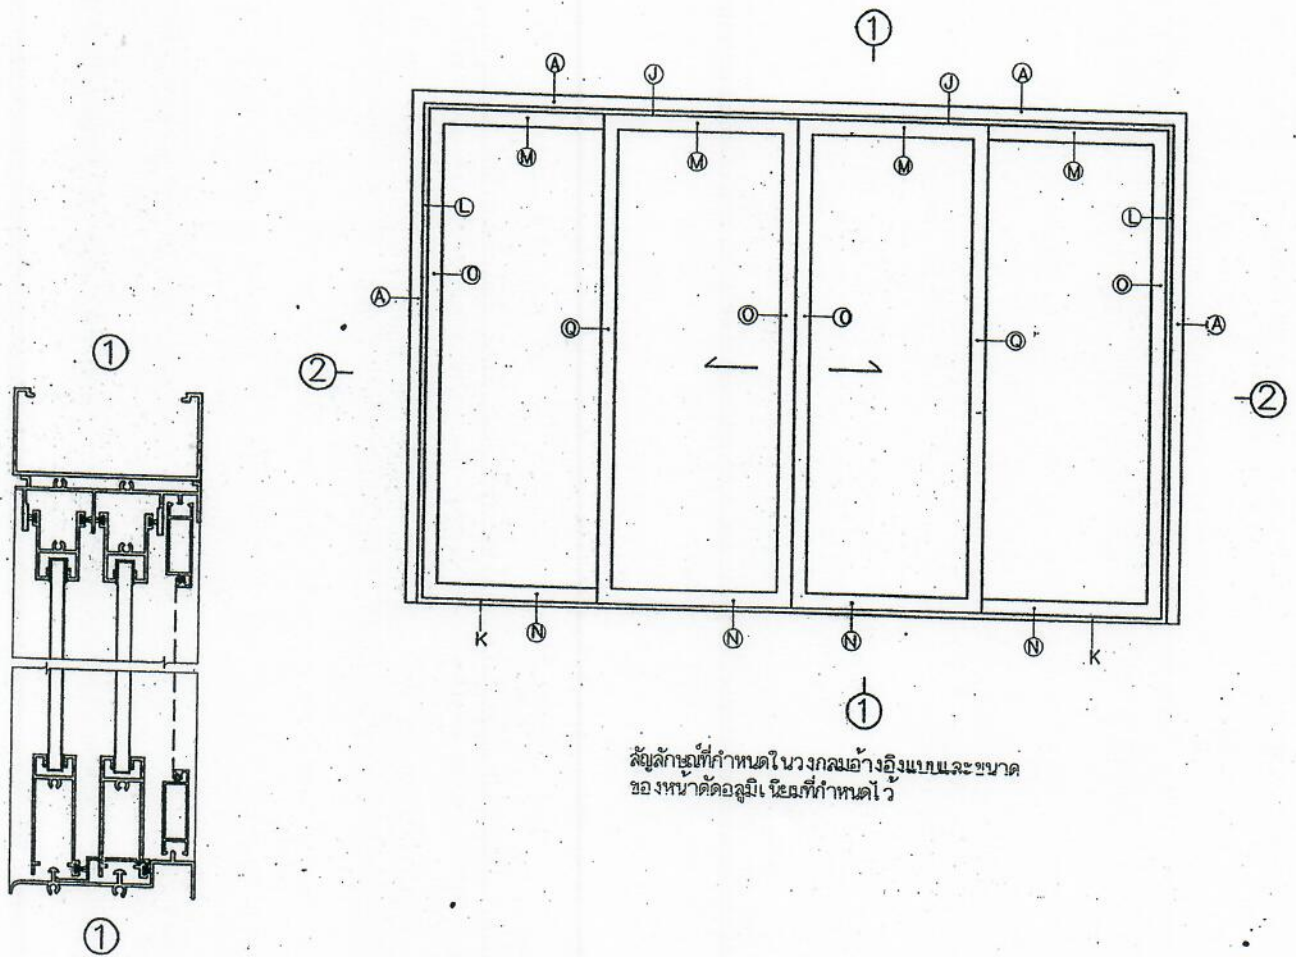 1
A
J
J
A
M
M
M
M
L
L
O
O
A
Q
O
O
Q
A
1
2
2
K
N
N
N
N
K
1
สัญลักษณ์ที่กำหนดในวงกลมอ้างอิงแบบและขนาด
ของหน้าตัดอลูมิเนียมที่กำหนดไว้
1